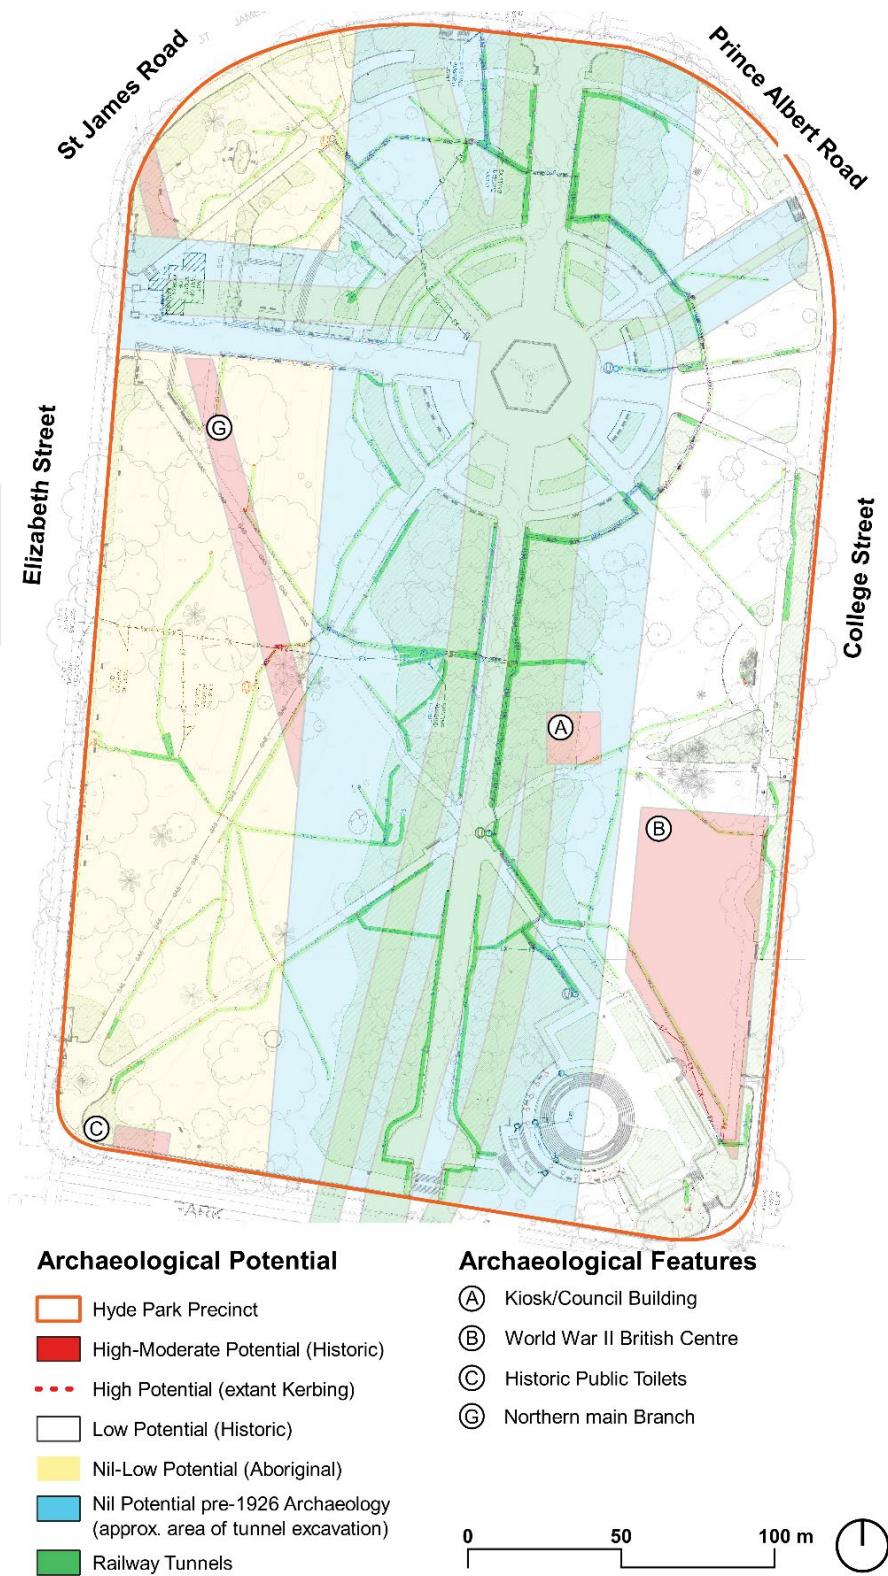 St James Road
Prince Albert Road
Elizabeth Street
College Street
G
A
B
C
PARK
Archaeological Potential
Hyde Park Precinct
High-Moderate Potential (Historic)
High Potential (extant Kerbing)
Low Potential (Historic)
Nil-Low Potential (Aboriginal)
Nil Potential pre-1926 Archaeology
(approx. area of tunnel excavation)
Railway Tunnels
Archaeological Features
A Kiosk/Council Building
B World War II British Centre
C Historic Public Toilets
G Northern main Branch
0 50 100 m